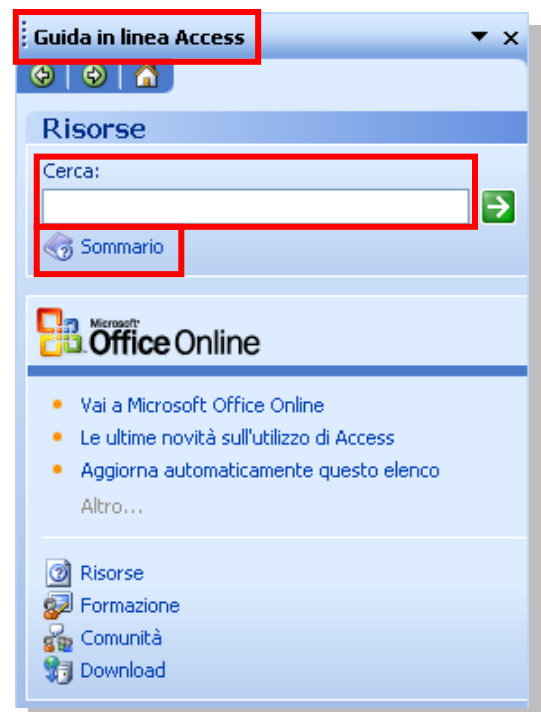 Guida in linea Access
Risorse
Cerca:
Sommario
Microsoft
Office Online
Vai a Microsoft Office Online
Le ultime novità sull'utilizzo di Access
Aggiorna automaticamente questo elenco
Altro...
Risorse
Formazione
Comunità
Download